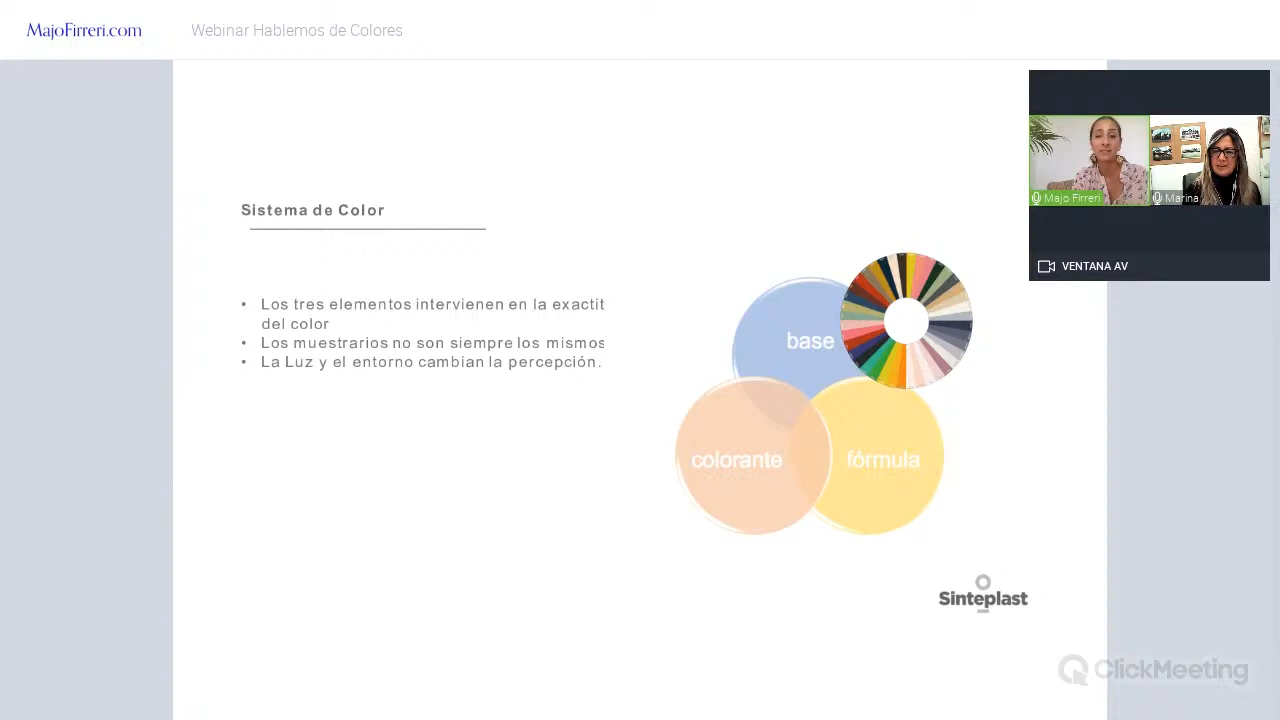 MajoFirreri.com
Webinar Hablemos de Colores
Majo Firreri
Marina
VENTANA AV
Sistema de Color
• Los tres elementos intervienen en la exactit
del color
• Los muestrarios no son siempre los mismos
• La Luz y el entorno cambian la percepción.
base
colorante
fórmula
Sinteplast
ClickMeeting